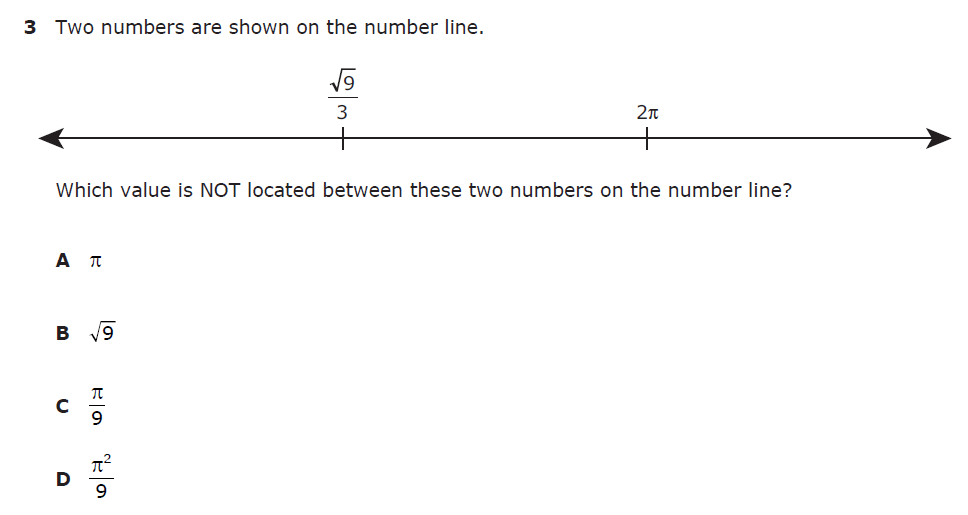 3 Two numbers are shown on the number line.
√9
3
2π
Which value is NOT located between these two numbers on the number line?
A π
B √9
C π
9
D π²
9